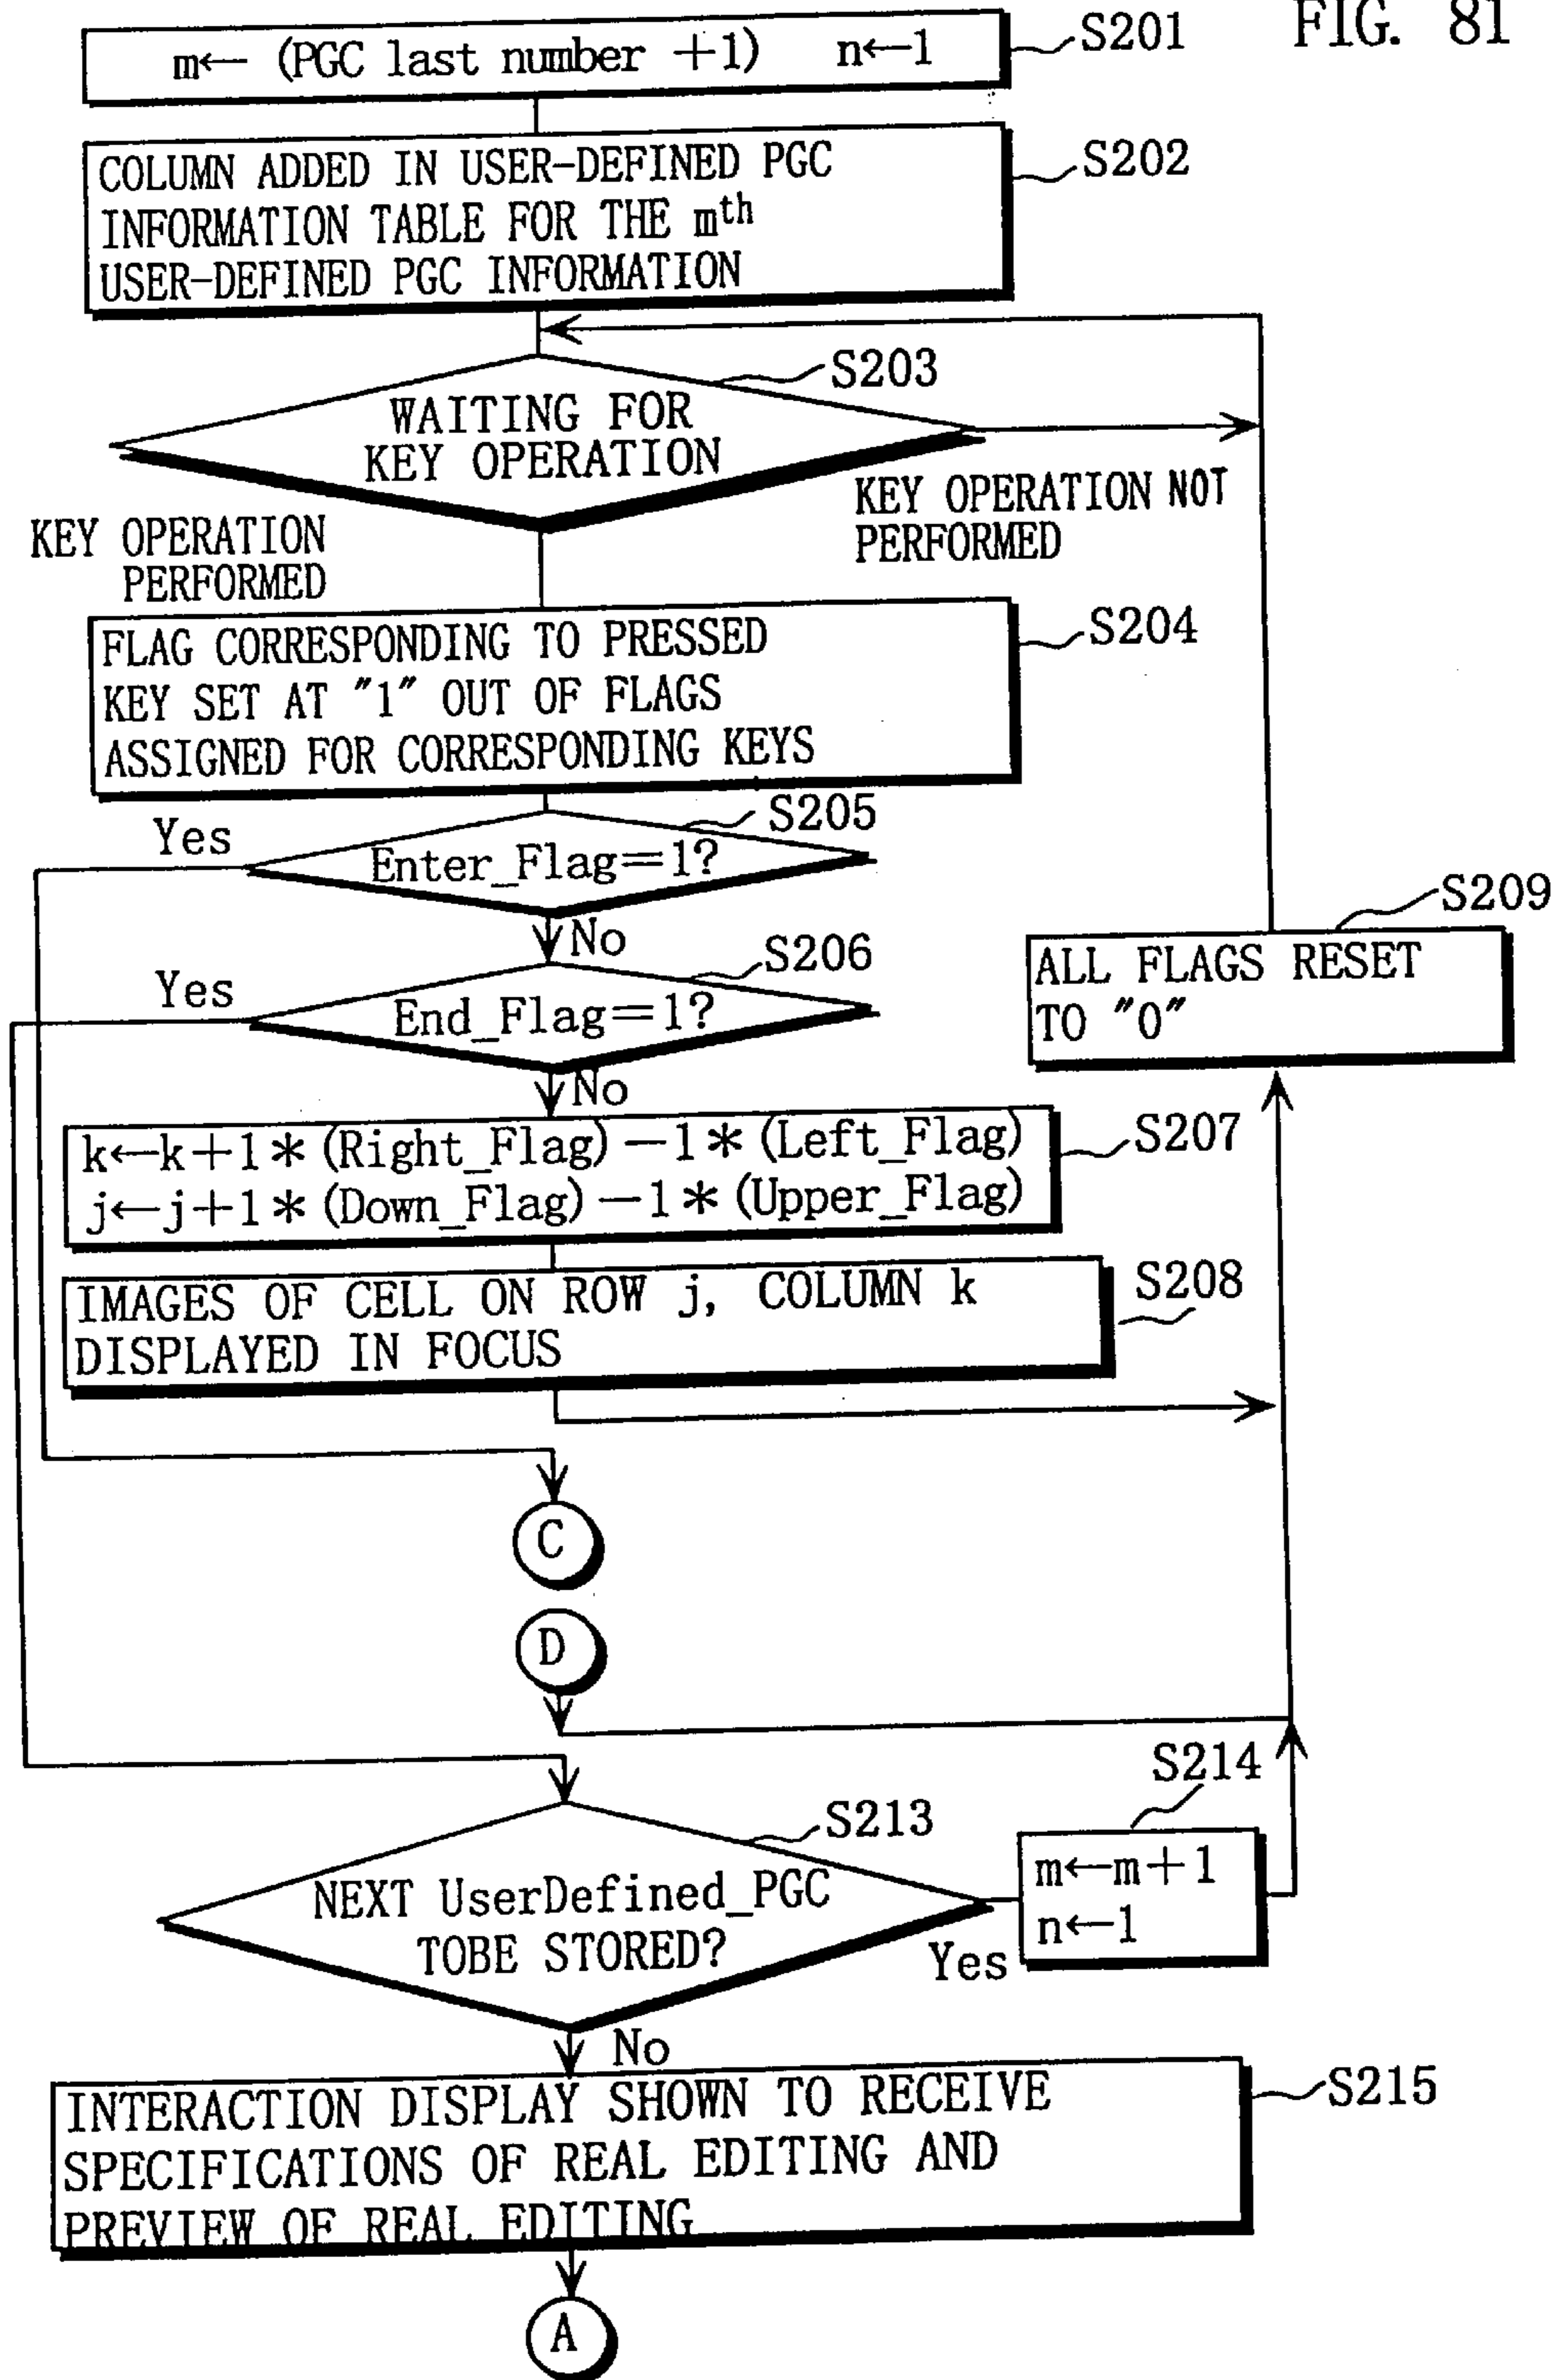 FIG. 81
m← (PGC last number +1) n←1
S201
COLUMN ADDED IN USER-DEFINED PGC
INFORMATION TABLE FOR THE mth
USER-DEFINED PGC INFORMATION
S202
S203
WAITING FOR
KEY OPERATION
KEY OPERATION NOT
PERFORMED
KEY OPERATION
PERFORMED
FLAG CORRESPONDING TO PRESSED
KEY SET AT "1" OUT OF FLAGS
ASSIGNED FOR CORRESPONDING KEYS
S204
S205
Yes
Enter_Flag=1?
No
S206
Yes
End_Flag=1?
No
S209
ALL FLAGS RESET
TO "0"
k←k+1*(Right_Flag)-1*(Left_Flag)
j←j+1*(Down_Flag)-1*(Upper_Flag)
S207
IMAGES OF CELL ON ROW j, COLUMN k
DISPLAYED IN FOCUS
S208
C
D
S213
NEXT UserDefined_PGC
TOBE STORED?
Yes
S214
m←m+1
n←1
No
INTERACTION DISPLAY SHOWN TO RECEIVE
SPECIFICATIONS OF REAL EDITING AND
PREVIEW OF REAL EDITING
S215
A